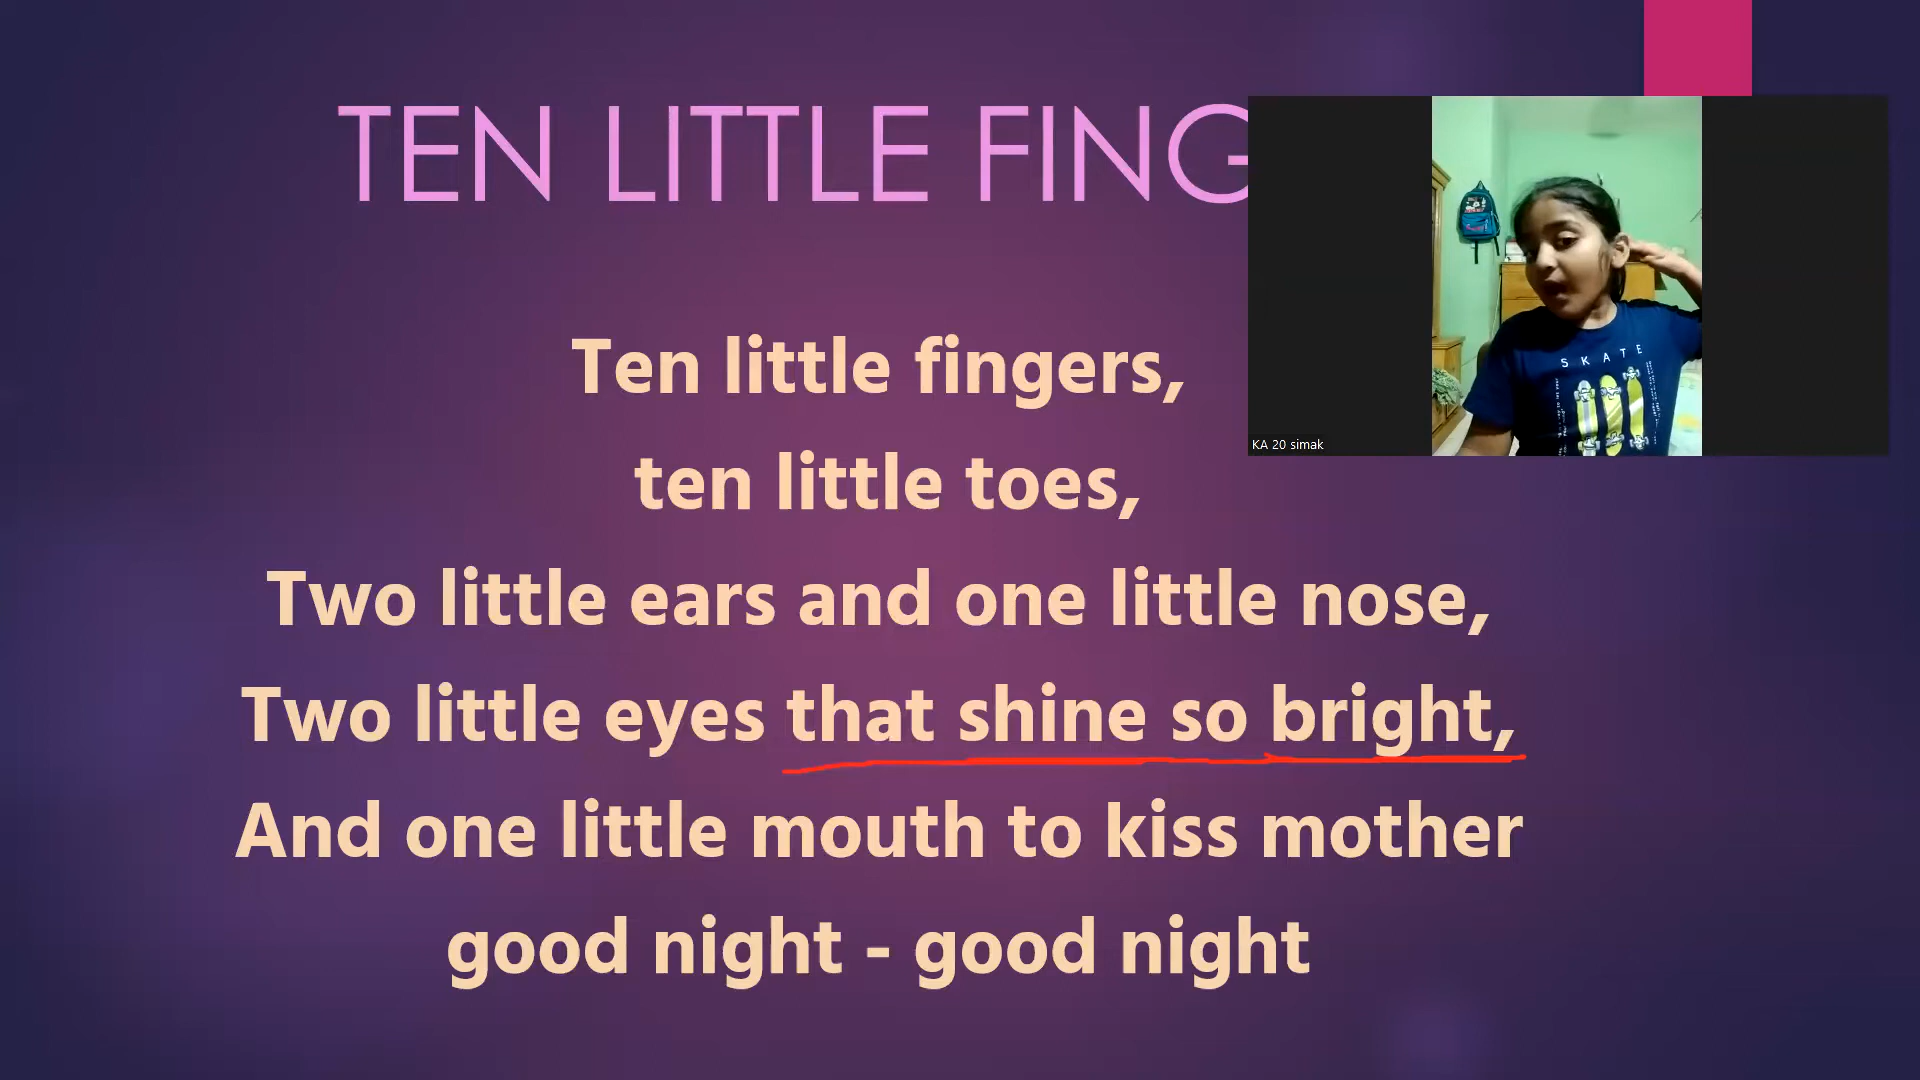 TEN LITTLE FING
Ten little fingers,
ten little toes,
Two little ears and one little nose,
Two little eyes that shine so bright,
And one little mouth to kiss mother
good night - good night
KA 20 simak
SKATE